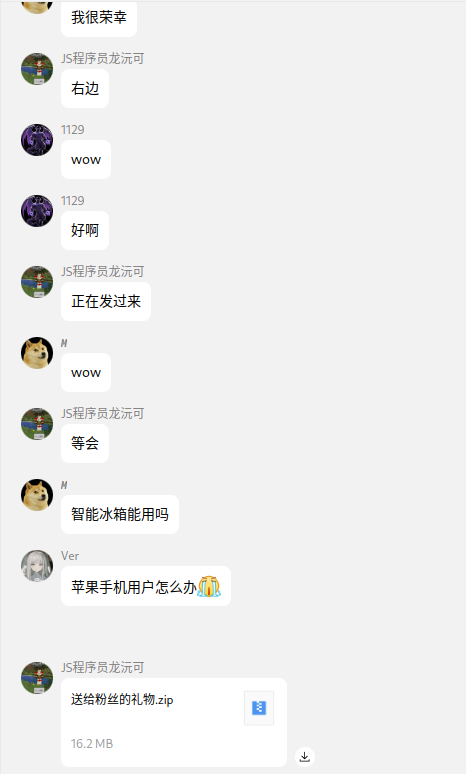 我很荣幸
JS程序员龙沅可
右边
1129
wow
1129
好啊
JS程序员龙沅可
正在发过来
M
wow
JS程序员龙沅可
等会
M
智能冰箱能用吗
Ver
苹果手机用户怎么办😭
JS程序员龙沅可
送给粉丝的礼物.zip
16.2 MB